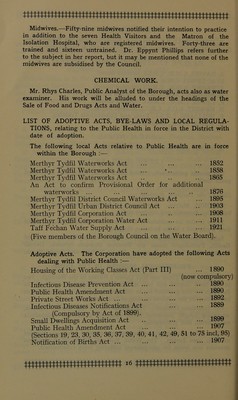 Midwives.—Fifty-nine midwives notified their intention to practice
in addition to the seven Health Visitors and the Matron of the
Isolation Hospital, who are registered midwives. Forty-three are
trained and sixteen untrained. Dr. Eppynt Phillips refers further
to the subject in her report, but it may be mentioned that none of the
midwives are subsidised by the Council.
CHEMICAL WORK.
Mr. Rhys Charles, Public Analyst of the Borough, acts also as water
examiner. His work will be alluded to under the headings of the
Sale of Food and Drugs Acts and Water.
LIST OF ADOPTIVE ACTS, BYE-LAWS AND LOCAL REGULA-
TIONS, relating to the Public Health in force in the District with
date of adoption.
The following local Acts relative to Public Health are in force
within the Borough :—
Merthyr Tydfil Waterworks Act ... ... ... 1852
Merthyr Tydfil Waterworks Act ... ... ... 1858
Merthyr Tydfil Waterworks Act ... ... ... 1865
An Act to confirm Provisional Order for additional
waterworks ... ... ... ... 1876
Merthyr Tydfil District Council Waterworks Act ... 1895
Merthyr Tydfil Urban District Council Act ... ... 1903
Merthyr Tydfil Corporation Act ... ... ... 1908
Merthyr Tydfil Corporation Water Act ... ... 1911
Taff Fechan Water Supply Act ... ... ... 1921
(Five members of the Borough Council on the Water Board).
Adoptive Acts. The Corporation have adopted the following Acts
dealing with Public Health :—
Housing of the Working Classes Act (Part III) ... 1890
(now compulsory)
Infectious Disease Prevention Act ... ... ... 1890
Public Health Amendment Act ... ... ... 1890
Private Street Works Act ... ... ... ... 1892
Infectious Diseases Notifications Act ... ... 1889
(Compulsory by Act of 1899).
Small Dwellings Acquisition Act ... ... ... 1899
Public Health Amendment Act ... ... ... 1907
(Sections 19, 23, 30, 35, 36, 37, 39, 40, 41, 42, 49, 51 to 75 incl, 95)
Notification of Births Act ... ... ... ... 1907
16